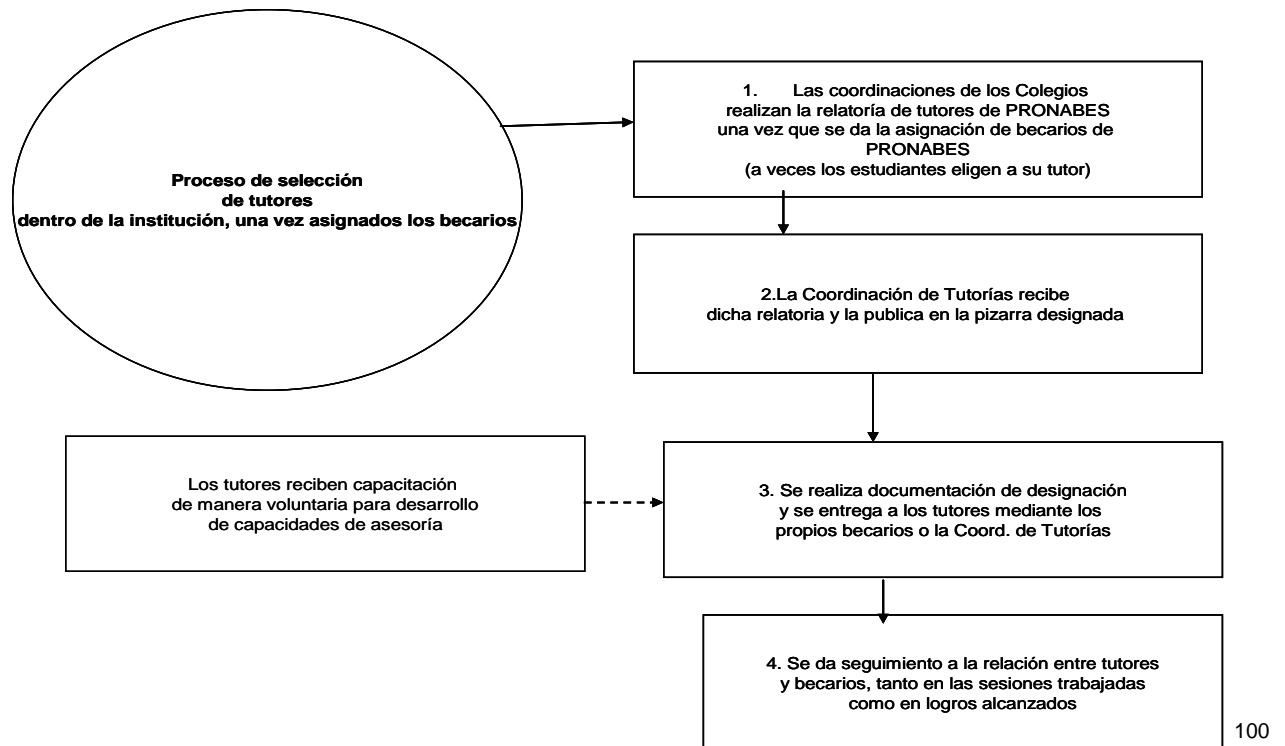 Proceso de selección
de tutores
dentro de la institución, una vez asignados los becarios
1. Las coordinaciones de los Colegios
realizan la relatoría de tutores de PRONABES
una vez que se da la asignación de becarios de
PRONABES
(a veces los estudiantes eligen a su tutor)
2.La Coordinación de Tutorías recibe
dicha relatoria y la publica en la pizarra designada
Los tutores reciben capacitación
de manera voluntaria para desarrollo
de capacidades de asesoría
3. Se realiza documentación de designación
y se entrega a los tutores mediante los
propios becarios o la Coord. de Tutorías
4. Se da seguimiento a la relación entre tutores
y becarios, tanto en las sesiones trabajadas
como en logros alcanzados
100